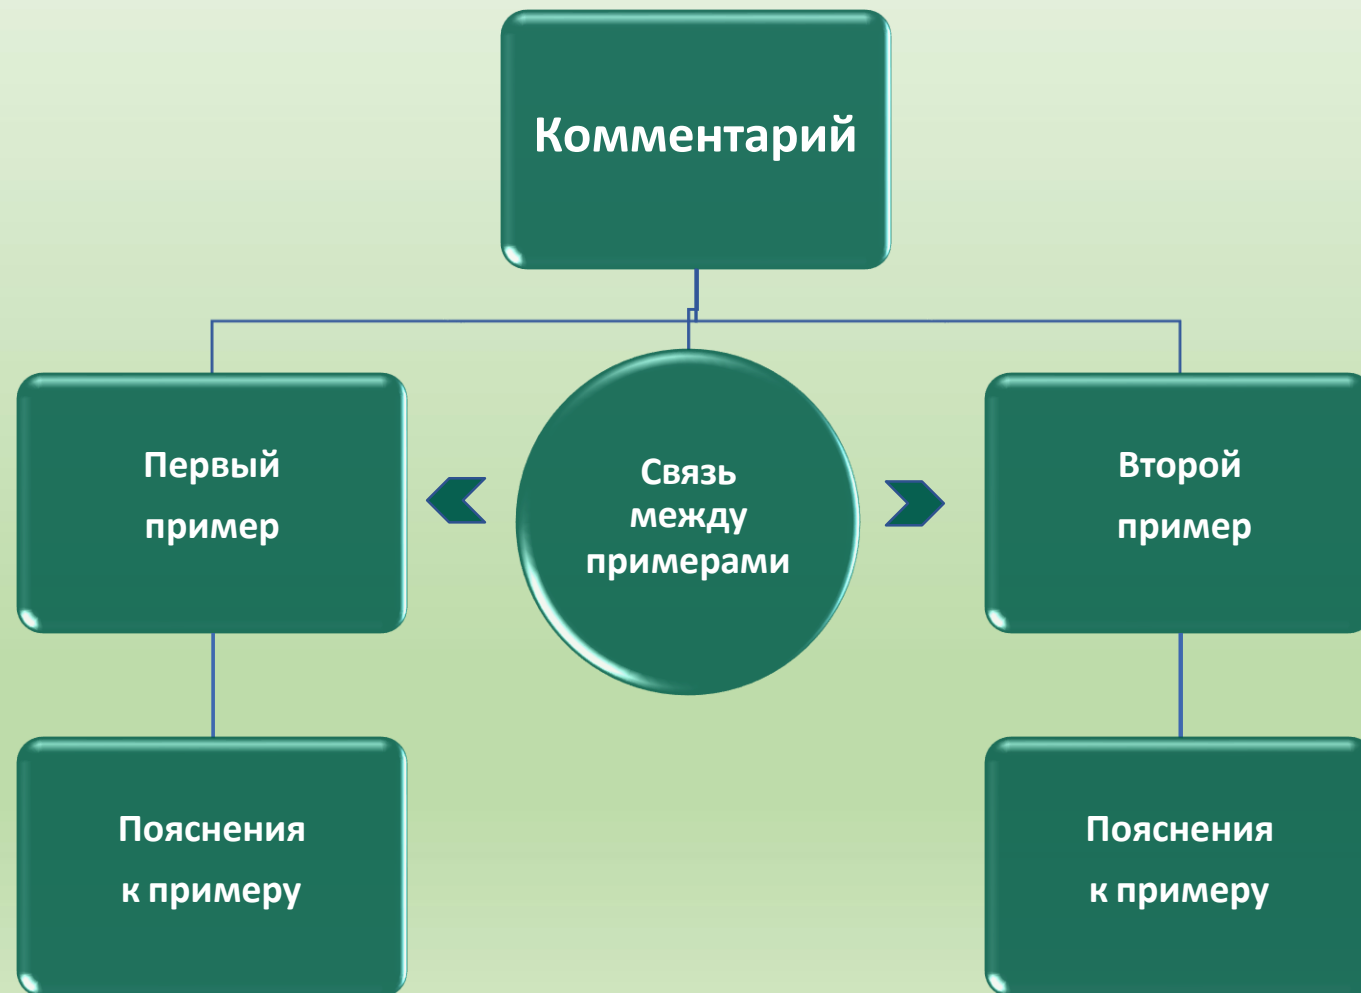 Комментарий
Первый
пример
Связь
между
примерами
Второй
пример
Пояснения
к примеру
Пояснения
к примеру